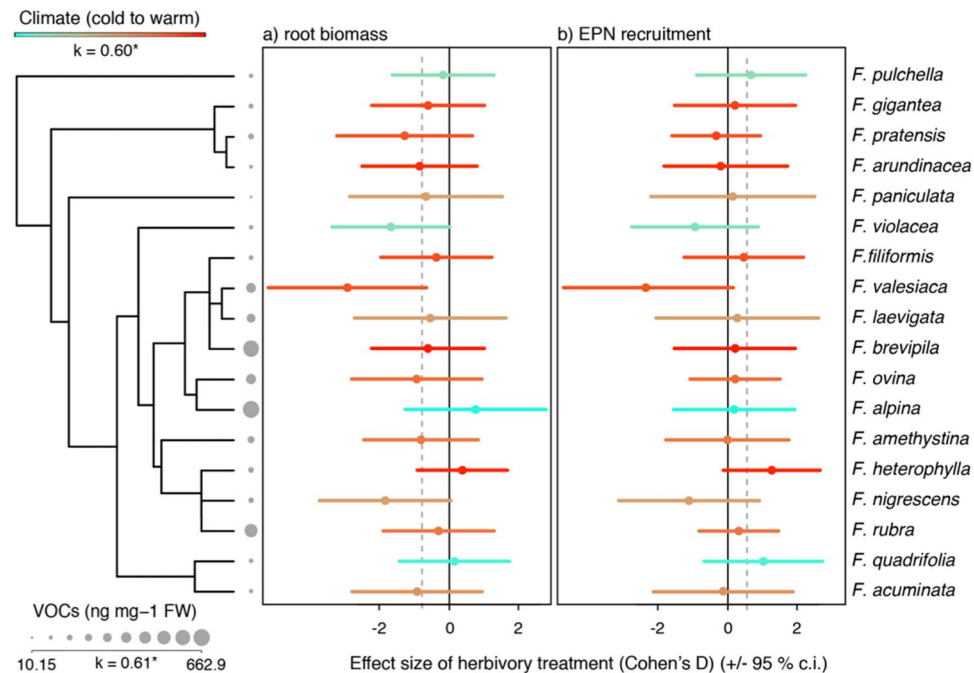 Climate (cold to warm)
k = 0.60*
a) root biomass
b) EPN recruitment
F. pulchella
F. gigantea
F. pratensis
F. arundinacea
F. paniculata
F. violacea
F.filiformis
F. valesiaca
F. laevigata
F. brevipila
F. ovina
F. alpina
F. amethystina
F. heterophylla
F. nigrescens
F. rubra
F. quadrifolia
F. acuminata
VOCs (ng mg−1 FW)
10.15 k = 0.61* 662.9
-2 0 2 -2 0 2
Effect size of herbivory treatment (Cohen's D) (+/- 95 % c.i.)